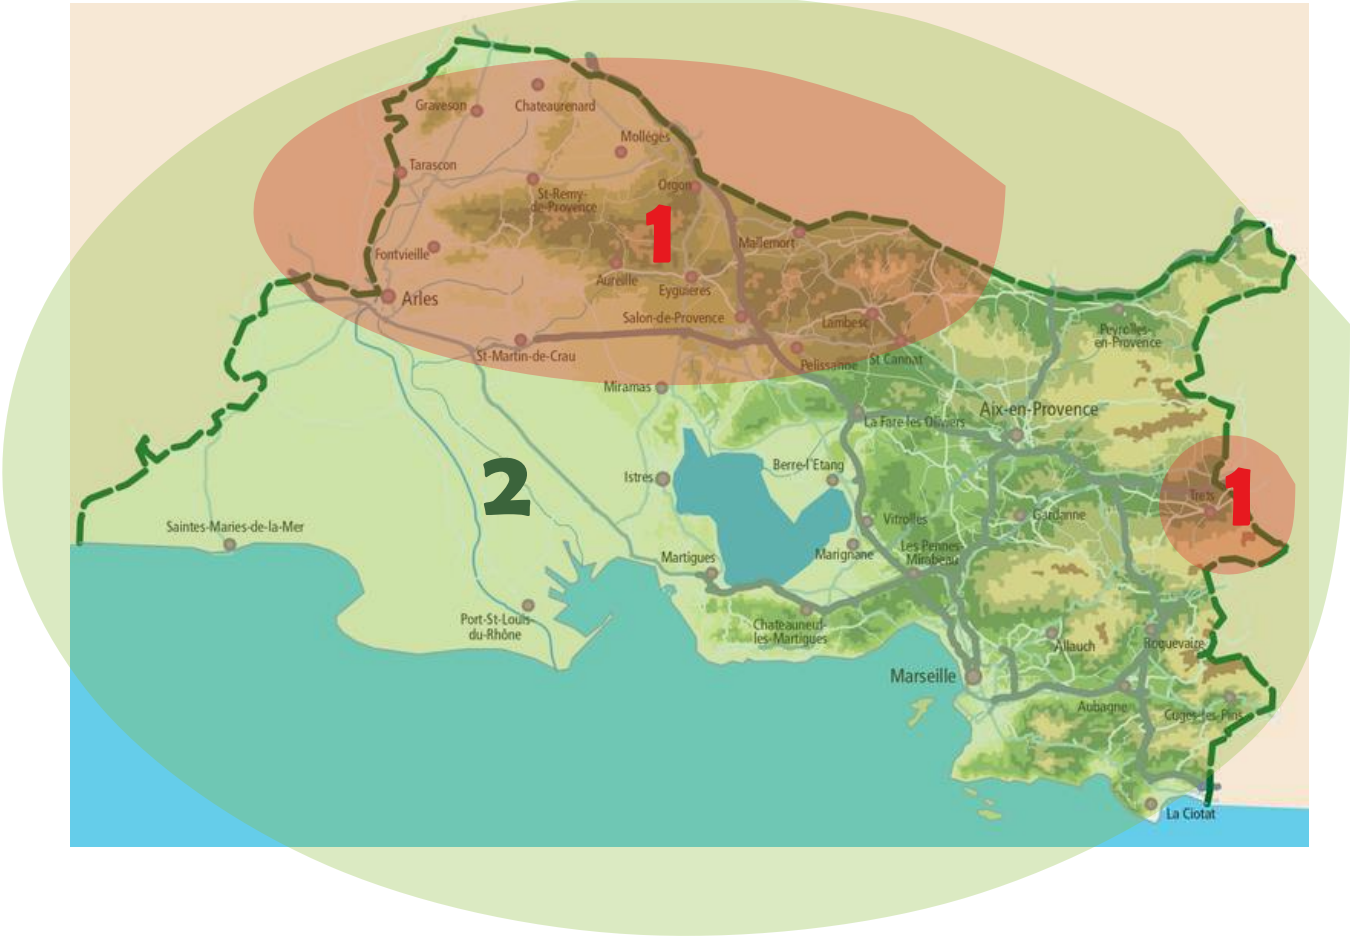 Graveson
Chateaurenard
Mollégès
Tarascon
St-Remy-
de-Provence
Orgon
1
Mallemort
Fontvieille
Aureille
Eyguieres
Arles
Salon-de-Provence
Lambesc
Peyrolles-
en-Provence
St-Martin-de-Crau
Pelissanne
St Cannat
Miramas
Aix-en-Provence
La Fare-les Oliviers
Berre-l'Etang
Istres
2
Trets
1
Gardanne
Vitrolles
Saintes-Maries-de-la-Mer
Les Pennes-
Mirabeau
Marignane
Martigues
Port-St-Louis-
du-Rhône
Chateauneuf-
les-Martigues
Allauch
Roquevaire
Marseille
Aubagne
Cuges-les-Pins
La Ciotat